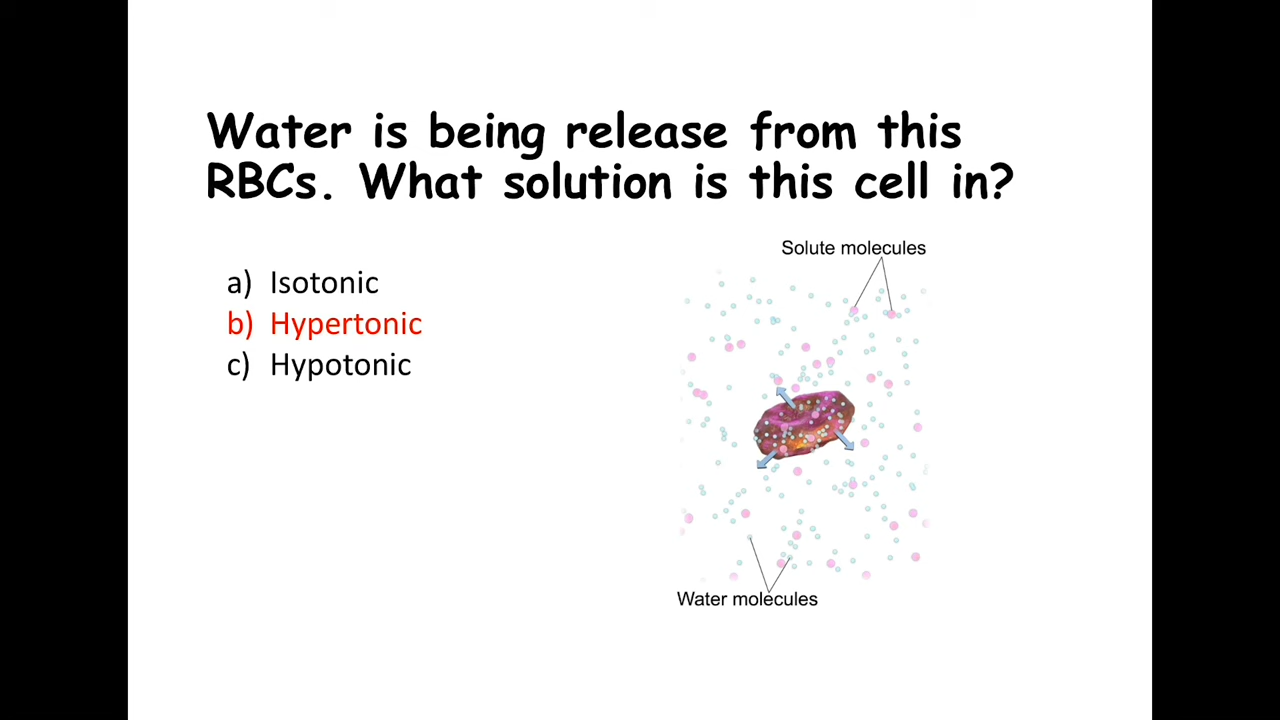 Water is being release from this
RBCs. What solution is this cell in?
a) Isotonic
b) Hypertonic
c) Hypotonic
Solute molecules
Water molecules